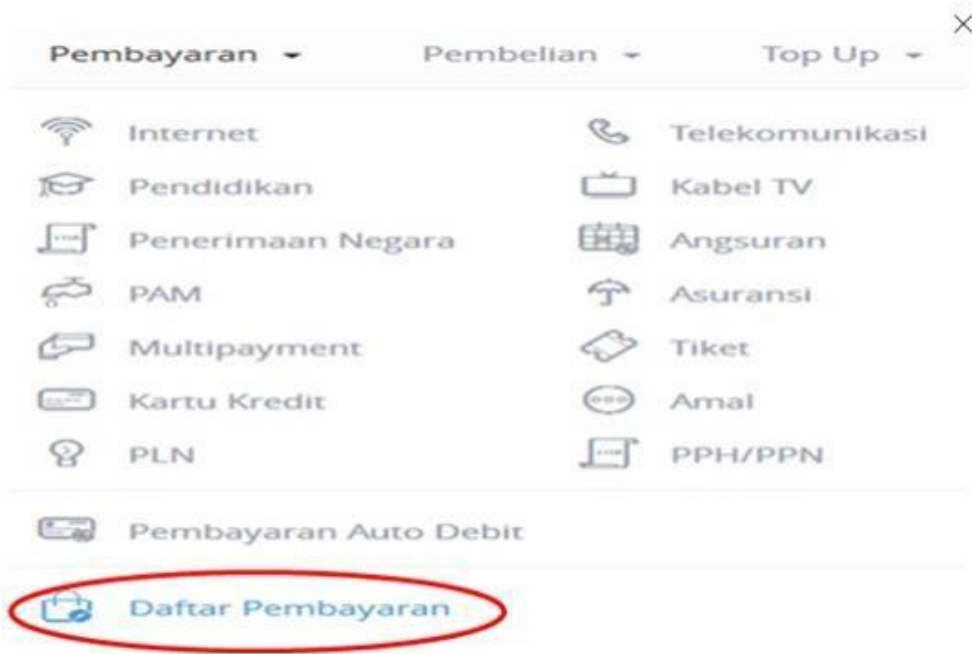 Pembayaran Pembelian Top Up
Internet Telekomunikasi
Pendidikan Kabel TV
Penerimaan Negara Angsuran
PAM Asuransi
Multipayment Tiket
Kartu Kredit Amal
PLN PPH/PPN
Pembayaran Auto Debit
Daftar Pembayaran